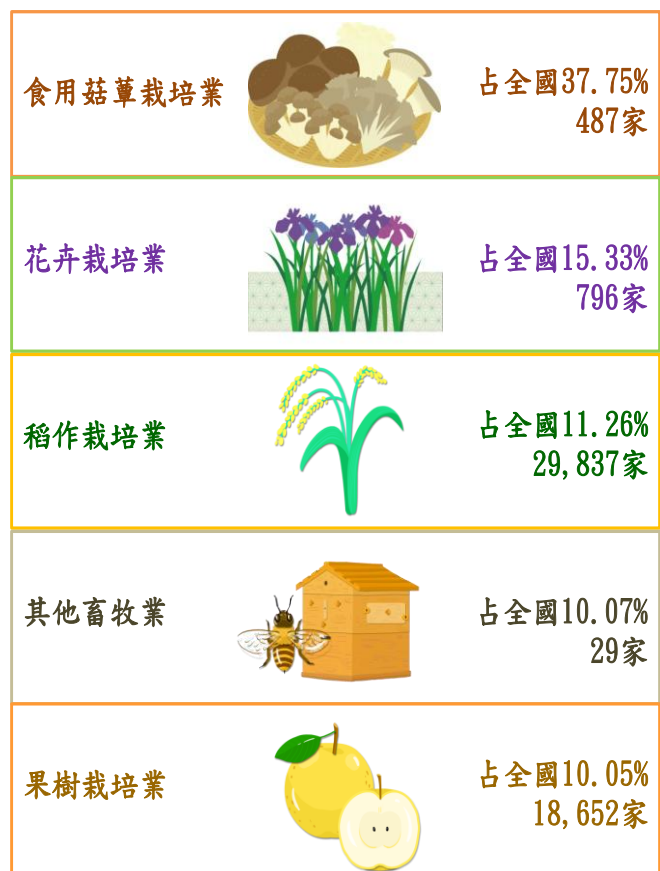 食用菇蕈栽培業
占全國37.75%
487家
花卉栽培業
占全國15.33%
796家
稻作栽培業
占全國11.26%
29,837家
其他畜牧業
占全國10.07%
29家
果樹栽培業
占全國10.05%
18,652家